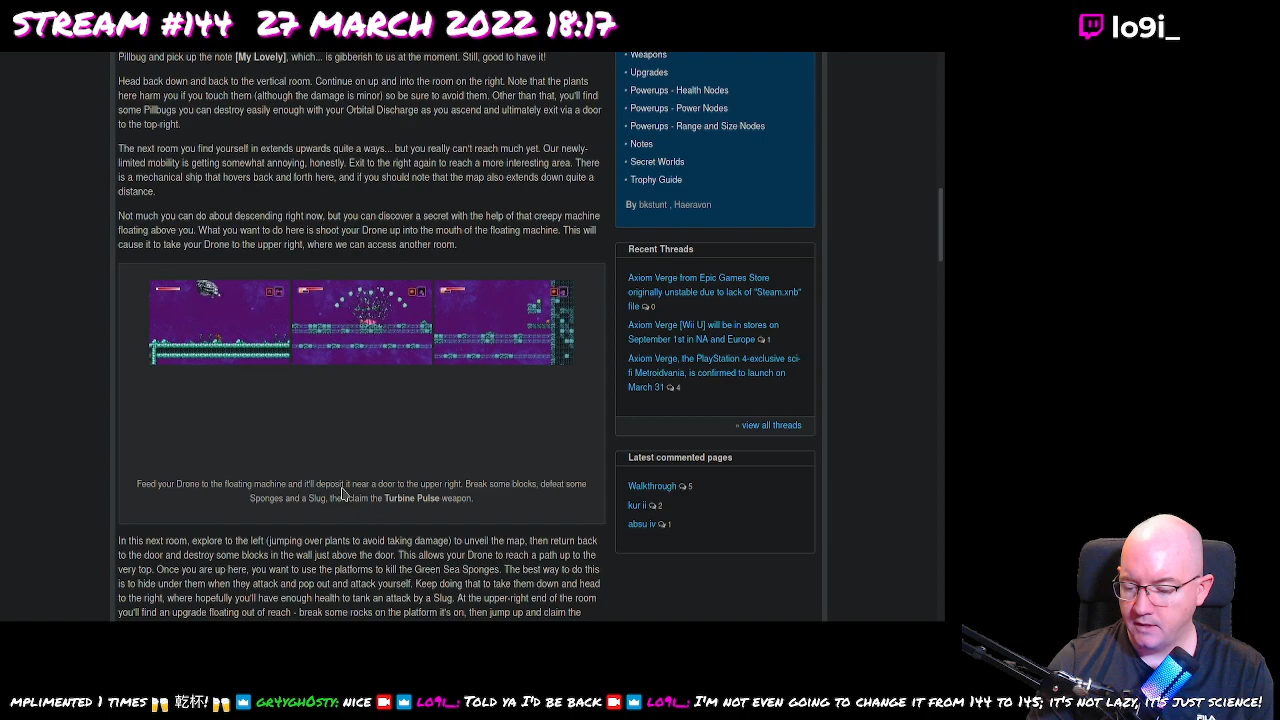 STREAM #144 27 MARCH 2022 18:17
lo9i_
Pillbug and pick up the note [My Lovely], which... is gibberish to us at the moment. Still, good to have it!
Head back down and back to the vertical room. Continue on up and into the room on the right. Note that the plants
here harm you if you touch them (although the damage is minor) so be sure to avoid them. Other than that, you'll find
some Pillbugs you can destroy easily enough with your Orbital Discharge as you ascend and ultimately exit via a door
to the top-right.
The next room you find yourself in extends upwards quite a ways... but you really can't reach much yet. Our newly-
limited mobility is getting somewhat annoying, honestly. Exit to the right again to reach a more interesting area. There
is a mechanical ship that hovers back and forth here, and if you should note that the map also extends down quite a
distance.
Not much you can do about descending right now, but you can discover a secret with the help of that creepy machine
floating above you. What you want to do here is shoot your Drone up into the mouth of the floating machine. This will
cause it to take your Drone to the upper right, where we can access another room.
Feed your Drone to the floating machine and it'll deposit it near a door to the upper right. Break some blocks, defeat some
Sponges and a Slug, claim the Turbine Pulse weapon.
In this next room, explore to the left (jumping over plants to avoid taking damage) to unveil the map, then return back
to the door and destroy some blocks in the wall just above the door. This allows your Drone to reach a path up to the
very top. Once you are up here, you want to use the platforms to kill the Green Sea Sponges. The best way to do this
is to hide under them when they attack and pop out and attack yourself. Keep doing that to take them down and head
to the right, where hopefully you'll have enough health to tank an attack by a Slug. At the upper-right end of the room
you'll find an upgrade floating out of reach - break some rocks on the platform it's on, then jump up and claim the
Weapons
Upgrades
Powerups - Health Nodes
Powerups - Power Nodes
Powerups - Range and Size Nodes
Notes
Secret Worlds
Trophy Guide
By bkstunt , Haeravon
Recent Threads
Axiom Verge from Epic Games Store
originally unstable due to lack of "Steam.xnb"
file 0
Axiom Verge [Wii U] will be in stores on
September 1st in NA and Europe 1
Axiom Verge, the PlayStation 4-exclusive sci-
fi Metroidvania, is confirmed to launch on
March 31 4
» view all threads
Latest commented pages
Walkthrough 5
kur ii 2
absu iv 1
MPLIMENTED 1 TIMES 乾杯! GR4YGH0STY: NICE LO9I_: TOLD YA I'D BE BACK LO9I_: I'M NOT EVEN GOING TO CHANGE IT FROM 144 TO 145. IT'S NOT LAZY, IT'S JUST SCIENCE!